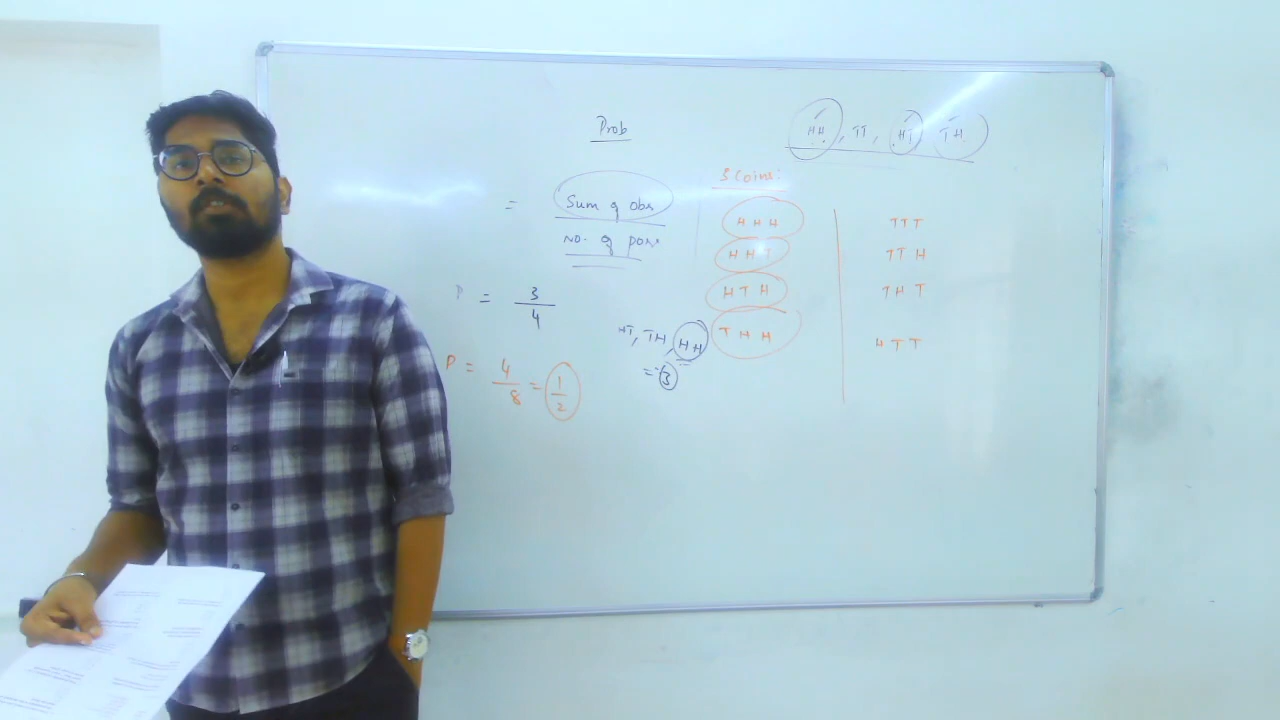 Prob
HH, TT, HT, TH
3 Coins:
= Sum of obs
No. of poss
P = 3
4
HT, TH, HH
= 3
P = 4 = 1
8 2
HHH
HHT
HTH
THH
TTT
TTH
THT
HTT